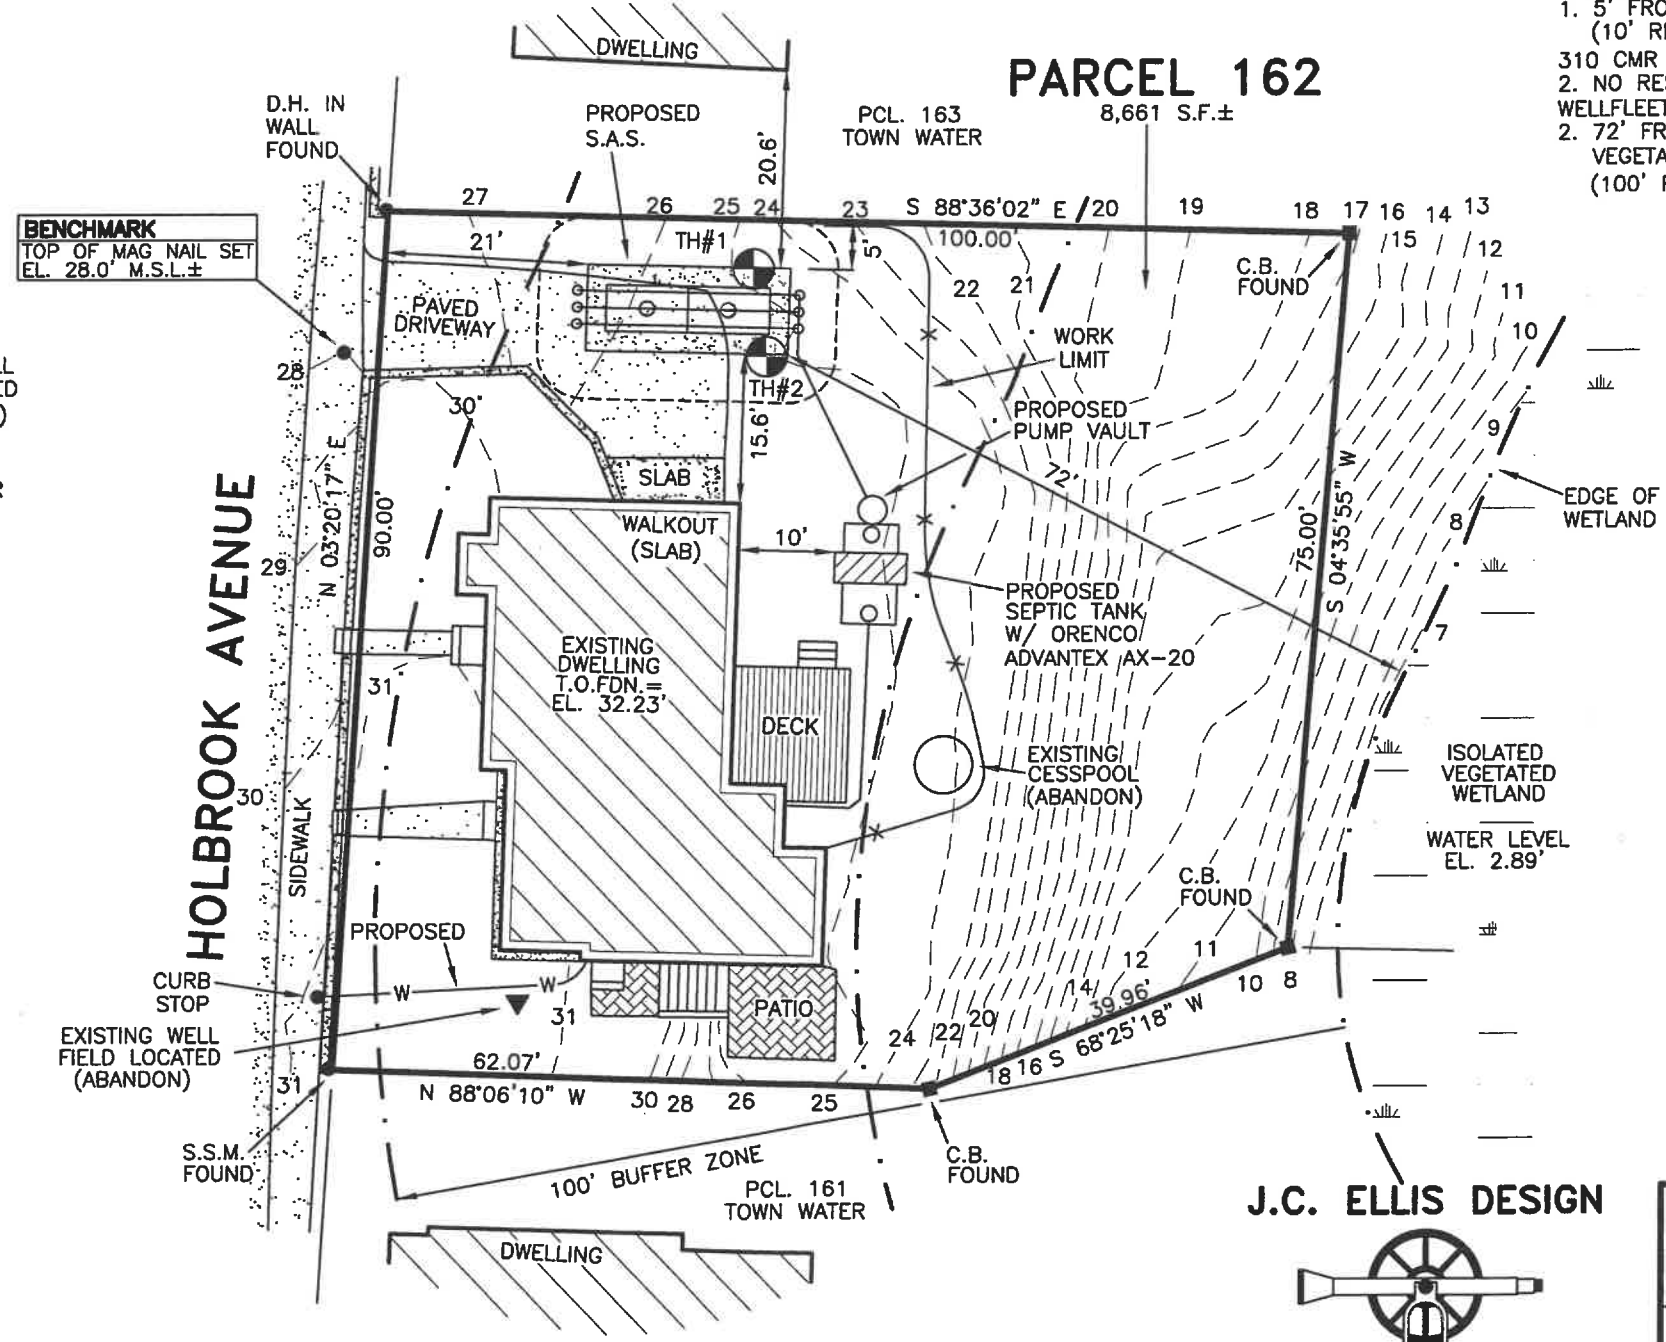 DWELLING
PARCEL 162
8,661 S.F.±
1. 5' FRO
(10' R
310 CMR
2. NO RES
WELLFLEET
2. 72' FR
VEGETA
(100' F
D.H. IN
WALL
FOUND
PROPOSED
S.A.S.
20.6'
PCL. 163
TOWN WATER
BENCHMARK
TOP OF MAG NAIL SET
EL. 28.0' M.S.L.±
27
26
25
24
23
S 88°36'02" E
100.00'
20
19
18
17
16
15
14
13
12
11
10
9
8
7
21'
TH#1
5'
22
21
C.B.
FOUND
PAVED
DRIVEWAY
WORK
LIMIT
28
TH#2
30'
15.6'
PROPOSED
PUMP VAULT
72'
SLAB
WALKOUT
(SLAB)
10'
HOLBROOK AVENUE
N 03°20'17" E
90.00'
29
75.00'
S 04°35'55" W
EDGE OF
WETLAND
PROPOSED
SEPTIC TANK
W/ ORENCO
ADVANTEX AX-20
EXISTING
DWELLING
T.O.FDN.=
EL. 32.23'
31
DECK
EXISTING
CESSPOOL
(ABANDON)
ISOLATED
VEGETATED
WETLAND
WATER LEVEL
EL. 2.89'
30
SIDEWALK
C.B.
FOUND
PROPOSED
W
W
CURB
STOP
EXISTING WELL
FIELD LOCATED
(ABANDON)
31
31
PATIO
12
11
10
8
14
39.96'
S 68°25'18" W
24
22
20
18
16
62.07'
N 88°06'10" W
30
28
26
25
S.S.M.
FOUND
100' BUFFER ZONE
C.B.
FOUND
PCL. 161
TOWN WATER
DWELLING
J.C. ELLIS DESIGN